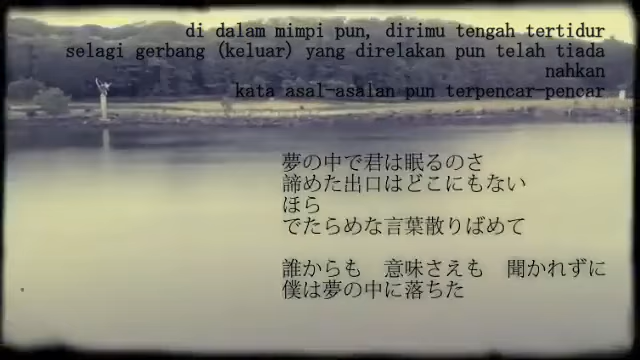 di dalam mimpi pun, dirimu tengah tertidur
selagi gerbang (keluar) yang direlakan pun telah tiada
nahkan
kata asal-asalan pun terpencar-pencar
夢の中で君は眠るのさ
諦めた出口はどこにもない
ほら
でたらめな言葉散りばめて
誰からも　意味さえも　聞かれずに
僕は夢の中に落ちた